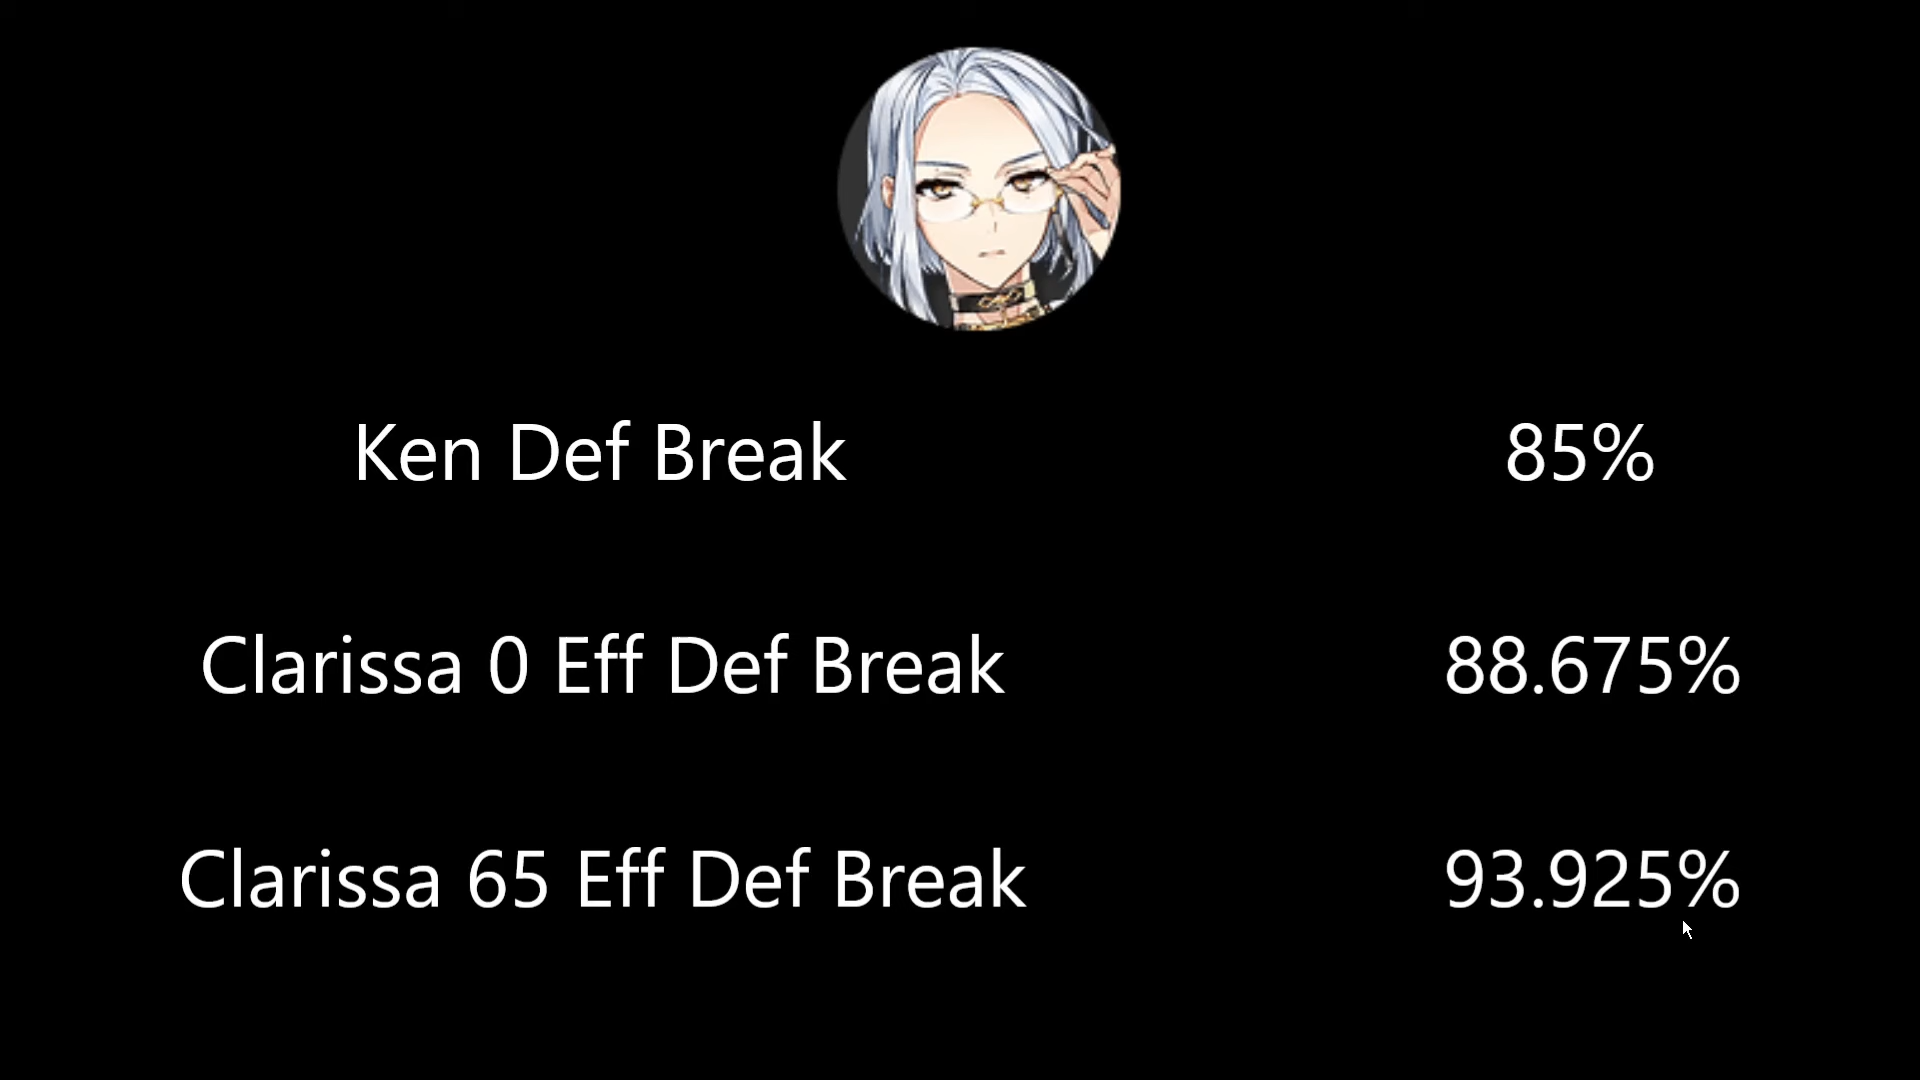 Ken Def Break 85%
Clarissa 0 Eff Def Break 88.675%
Clarissa 65 Eff Def Break 93.925%